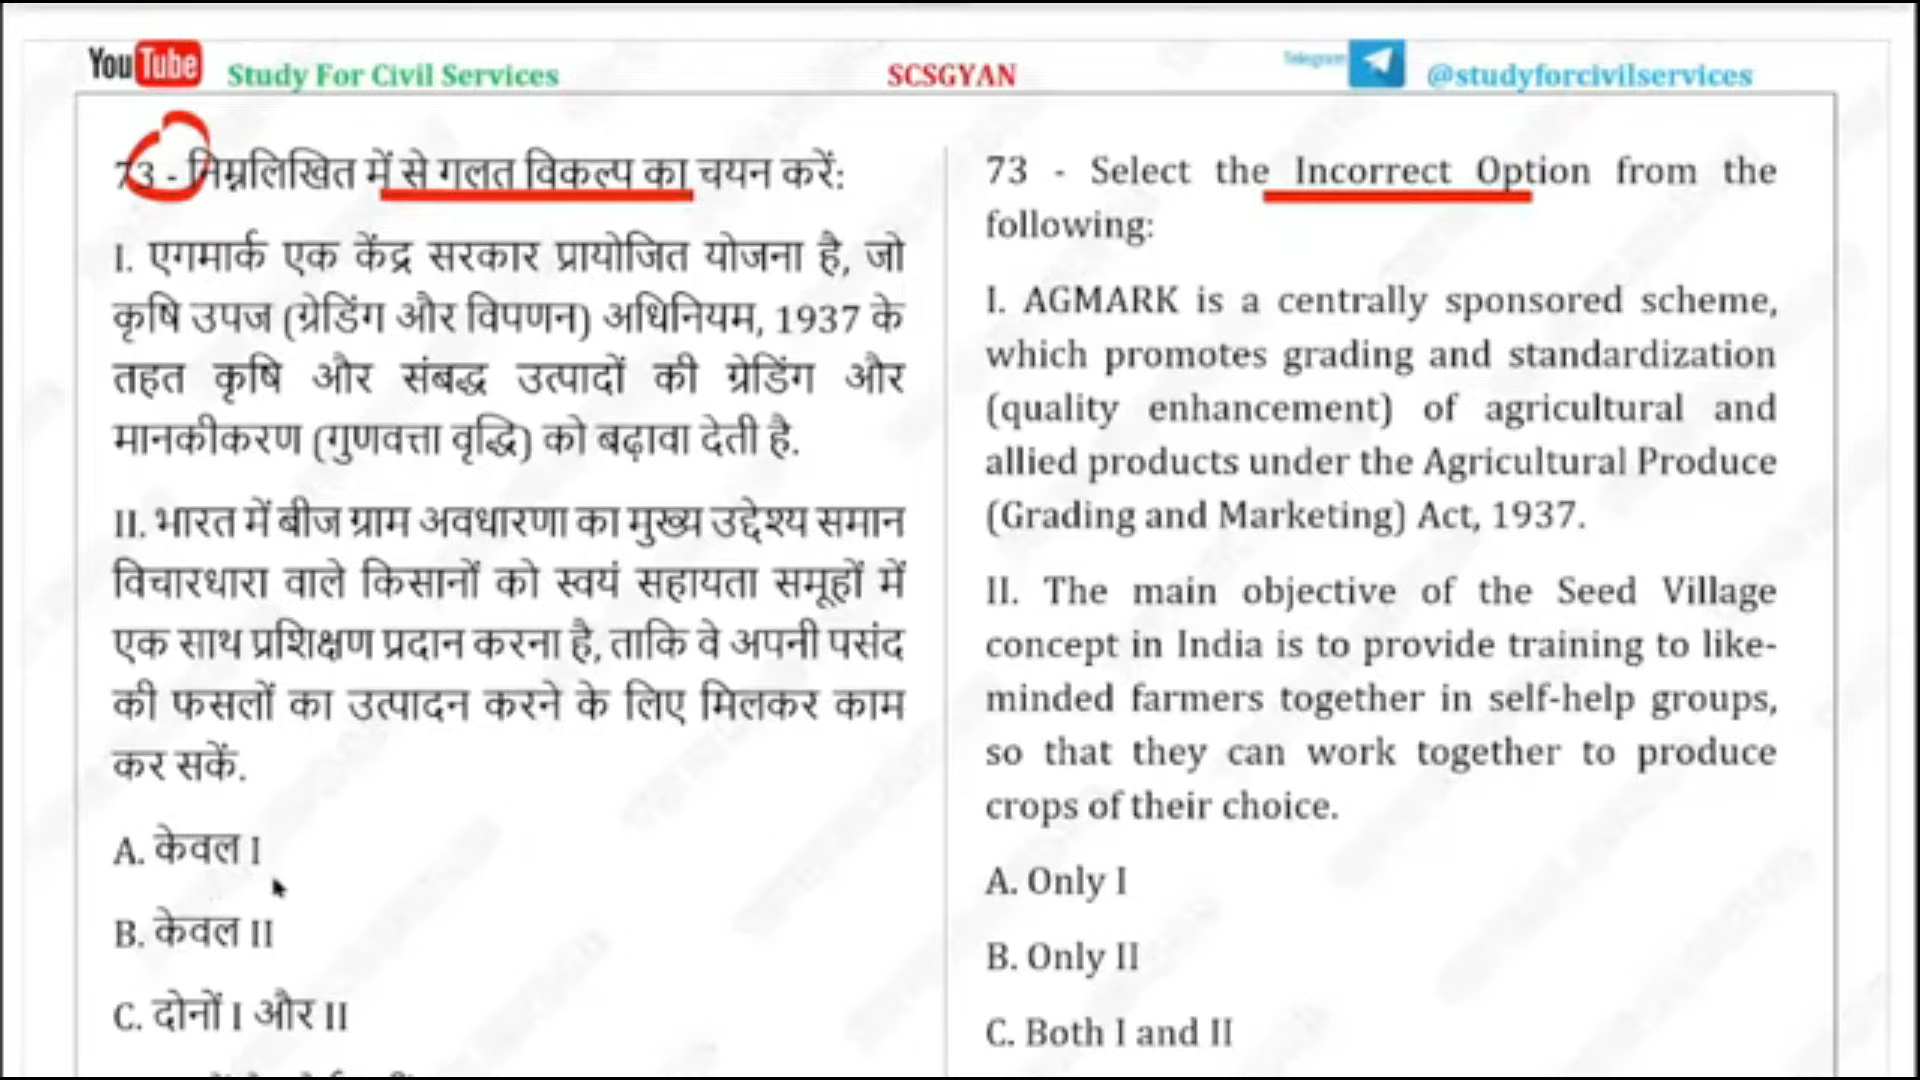 YouTube Study For Civil Services SCSGYAN Telegram @studyforcivilservices
73 - निम्नलिखित में से गलत विकल्प का चयन करें:
I. एगमार्क एक केंद्र सरकार प्रायोजित योजना है, जो
कृषि उपज (ग्रेडिंग और विपणन) अधिनियम, 1937 के
तहत कृषि और संबद्ध उत्पादों की ग्रेडिंग और
मानकीकरण (गुणवत्ता वृद्धि) को बढ़ावा देती है.
II. भारत में बीज ग्राम अवधारणा का मुख्य उद्देश्य समान
विचारधारा वाले किसानों को स्वयं सहायता समूहों में
एक साथ प्रशिक्षण प्रदान करना है, ताकि वे अपनी पसंद
की फसलों का उत्पादन करने के लिए मिलकर काम
कर सकें.
A. केवल I
B. केवल II
C. दोनों I और II
73 - Select the Incorrect Option from the
following:
I. AGMARK is a centrally sponsored scheme,
which promotes grading and standardization
(quality enhancement) of agricultural and
allied products under the Agricultural Produce
(Grading and Marketing) Act, 1937.
II. The main objective of the Seed Village
concept in India is to provide training to like-
minded farmers together in self-help groups,
so that they can work together to produce
crops of their choice.
A. Only I
B. Only II
C. Both I and II